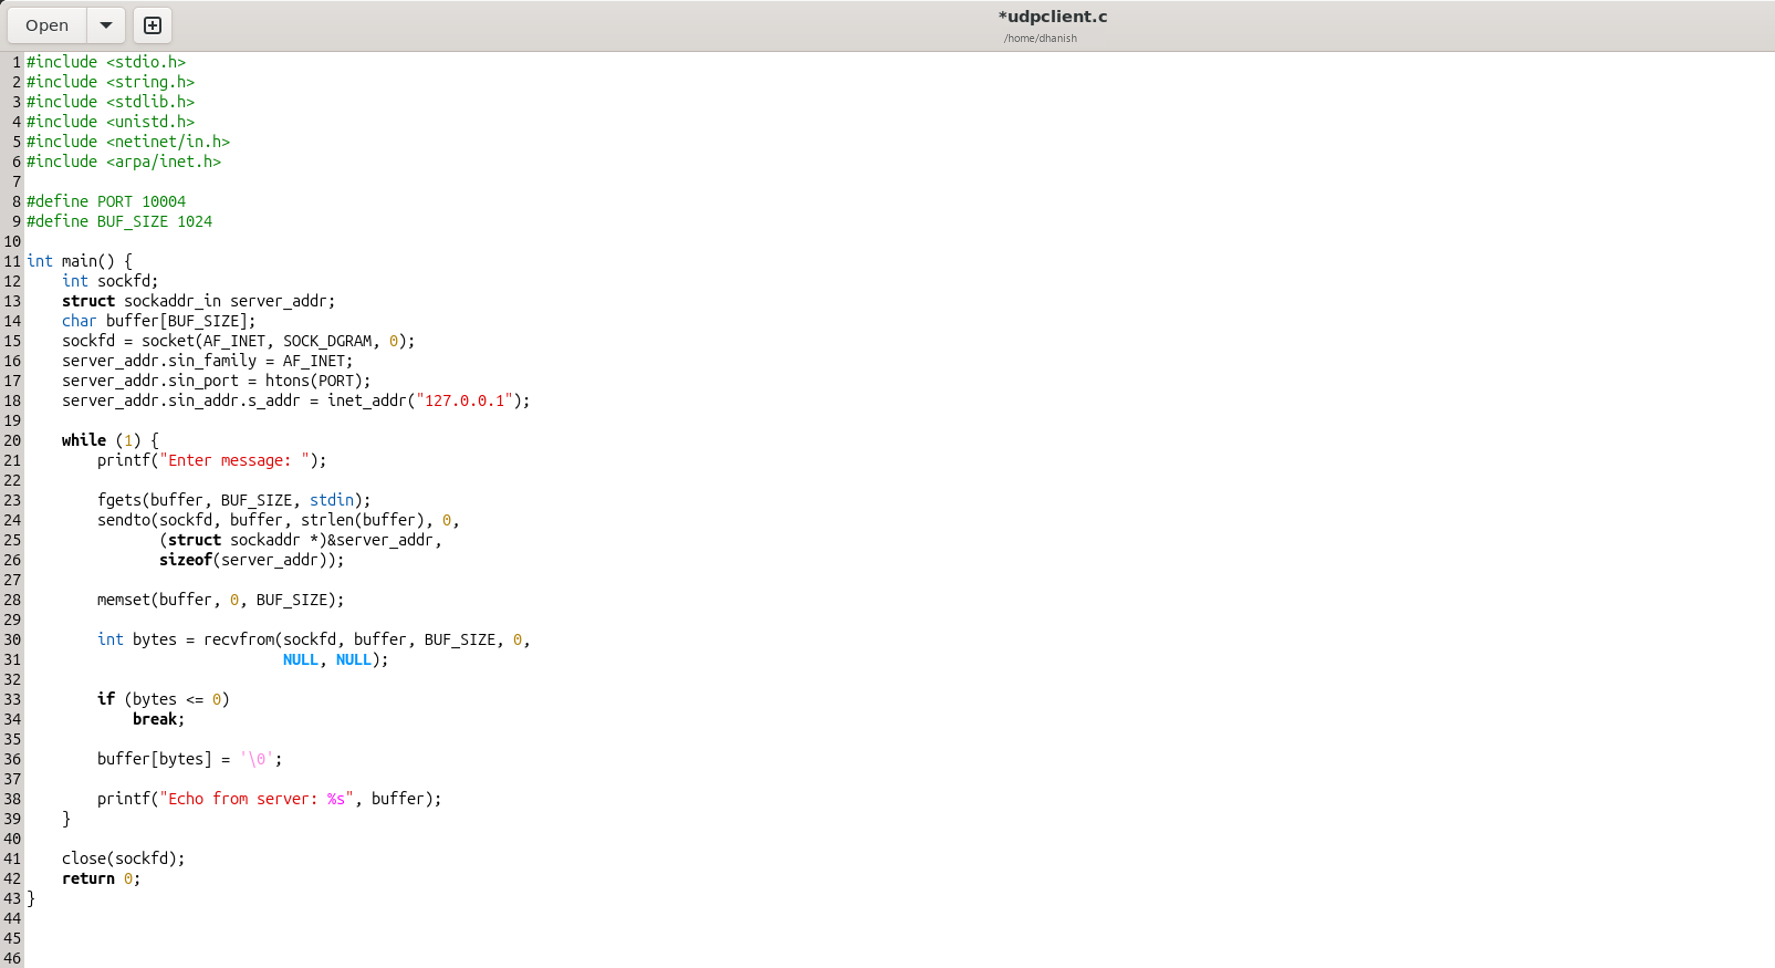 Open
*udpclient.c
/home/dhanish
1 #include <stdio.h>
2 #include <string.h>
3 #include <stdlib.h>
4 #include <unistd.h>
5 #include <netinet/in.h>
6 #include <arpa/inet.h>
7
8 #define PORT 10004
9 #define BUF_SIZE 1024
10
11 int main() {
12     int sockfd;
13     struct sockaddr_in server_addr;
14     char buffer[BUF_SIZE];
15     sockfd = socket(AF_INET, SOCK_DGRAM, 0);
16     server_addr.sin_family = AF_INET;
17     server_addr.sin_port = htons(PORT);
18     server_addr.sin_addr.s_addr = inet_addr("127.0.0.1");
19
20     while (1) {
21         printf("Enter message: ");
22
23         fgets(buffer, BUF_SIZE, stdin);
24         sendto(sockfd, buffer, strlen(buffer), 0,
25                (struct sockaddr *)&server_addr,
26                sizeof(server_addr));
27
28         memset(buffer, 0, BUF_SIZE);
29
30         int bytes = recvfrom(sockfd, buffer, BUF_SIZE, 0,
31                              NULL, NULL);
32
33         if (bytes <= 0)
34             break;
35
36         buffer[bytes] = '\0';
37
38         printf("Echo from server: %s", buffer);
39     }
40
41     close(sockfd);
42     return 0;
43 }
44
45
46